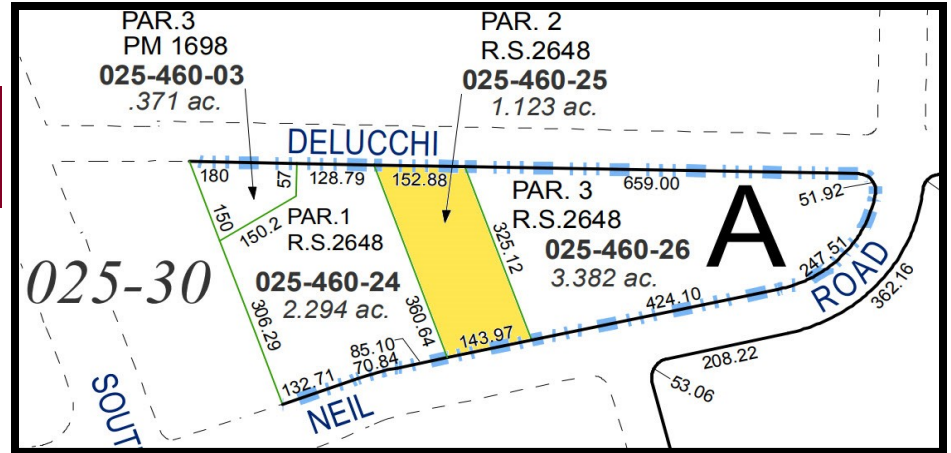 PAR.3
PM 1698
025-460-03
.371 ac.
PAR. 2
R.S.2648
025-460-25
1.123 ac.
DELUCCHI
180
57
128.79
152.88
659.00
51.92
150
150.2
PAR.1
R.S.2648
025-460-24
2.294 ac.
306.29
360.64
325.12
PAR. 3
R.S.2648
025-460-26
3.382 ac.
A
025-30
247.51
ROAD
362.16
424.10
143.97
85.10
70.84
132.71
NEIL
208.22
53.06
SOUT